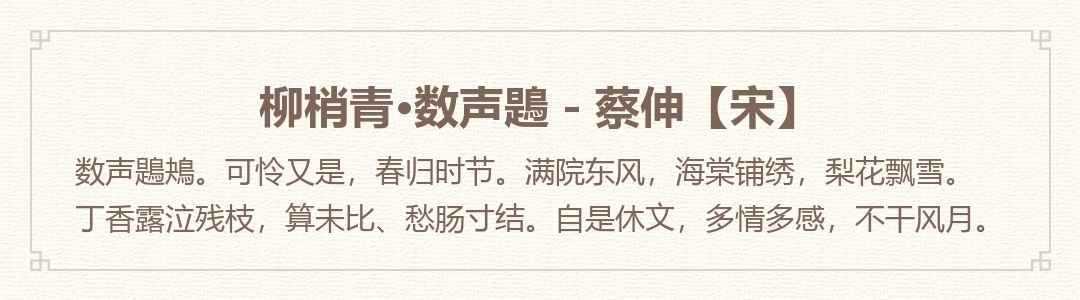 柳梢青·数声鶗 - 蔡伸【宋】
数声鶗鴂。可怜又是，春归时节。满院东风，海棠铺绣，梨花飘雪。
丁香露泣残枝，算未比、愁肠寸结。自是休文，多情多感，不干风月。